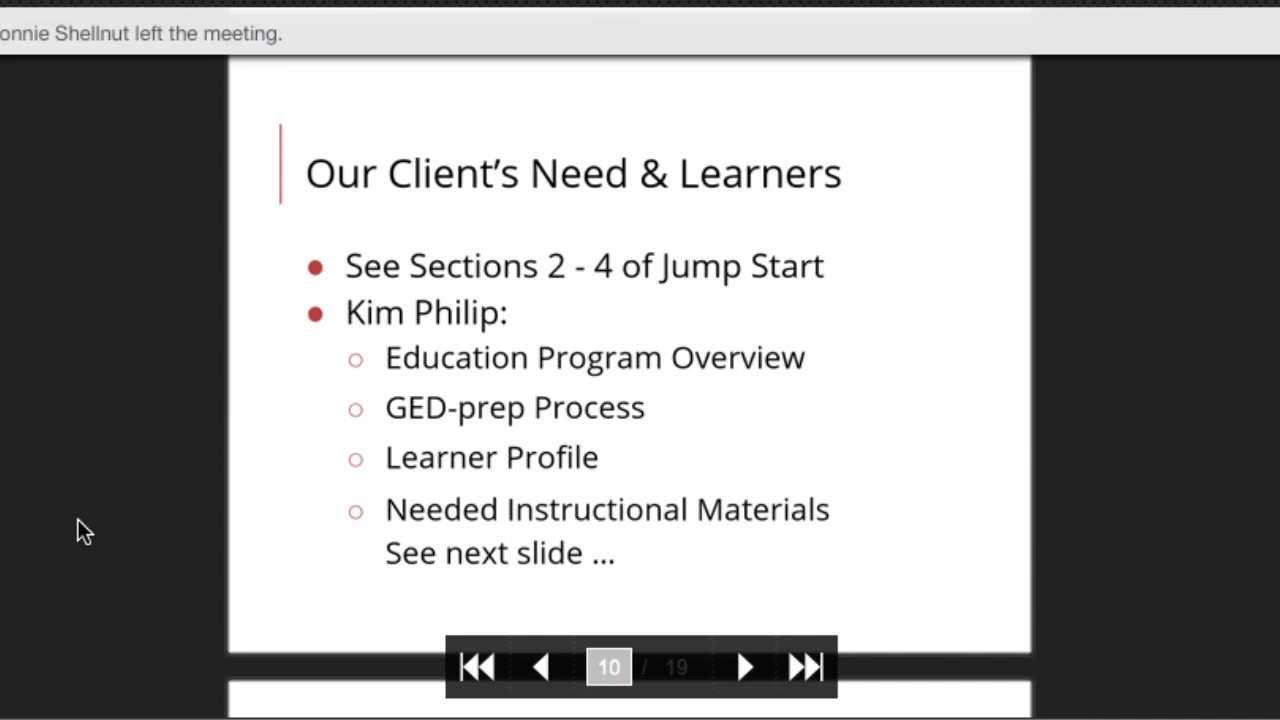 onnie Shellnut left the meeting.
Our Client’s Need & Learners
See Sections 2 - 4 of Jump Start
Kim Philip:
Education Program Overview
GED-prep Process
Learner Profile
Needed Instructional Materials
See next slide ...
10 / 19